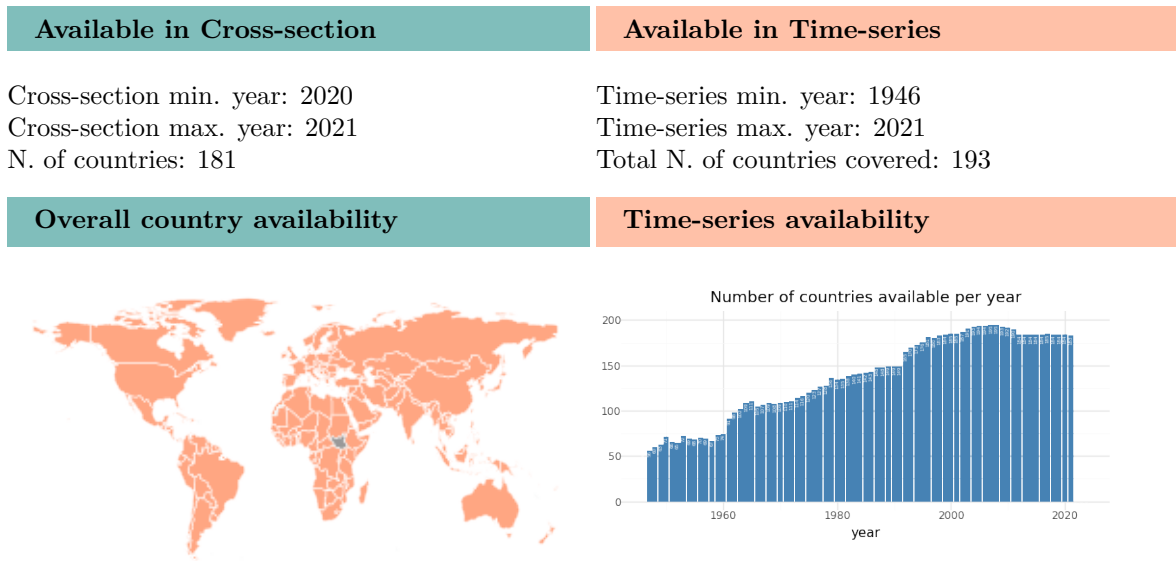 Available in Cross-section
Available in Time-series
Cross-section min. year: 2020
Cross-section max. year: 2021
N. of countries: 181
Time-series min. year: 1946
Time-series max. year: 2021
Total N. of countries covered: 193
Overall country availability
Time-series availability
Number of countries available per year
200
150
100
50
0
1960
1980
2000
2020
year